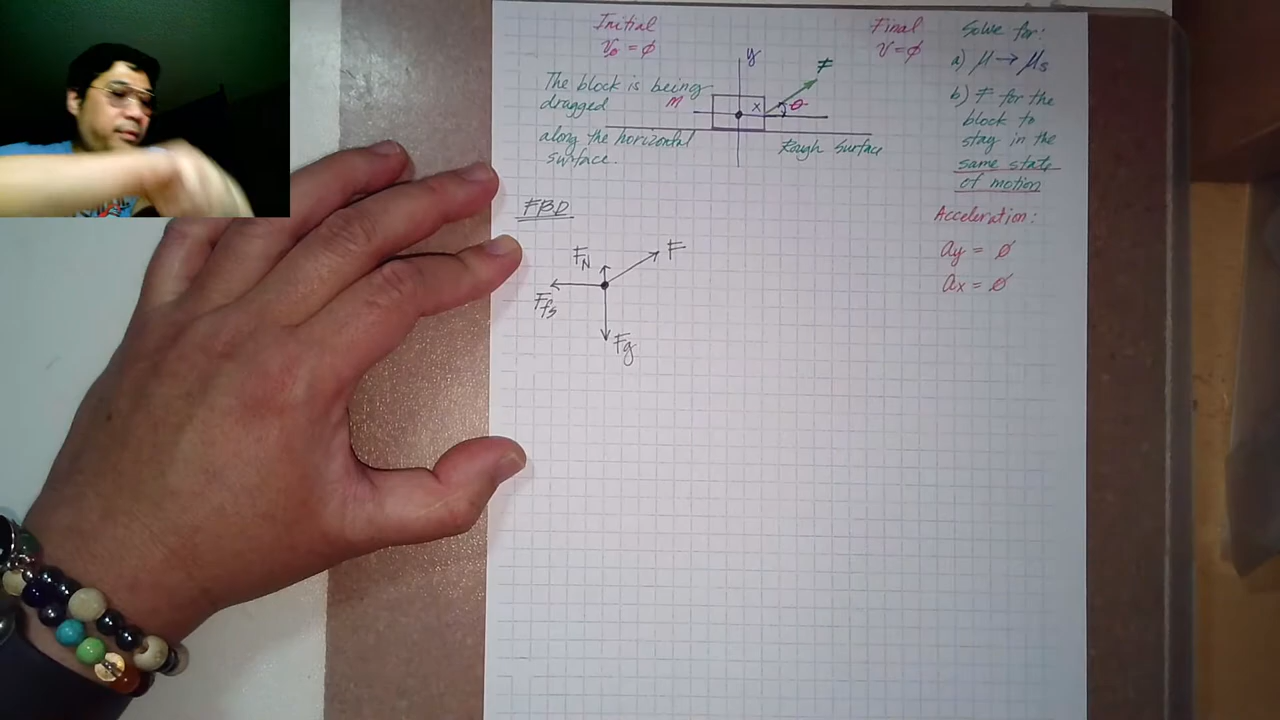 Initial
v₀ = ϕ
The block is being
dragged
along the horizontal
surface.
m
y
x
F
θ
Rough Surface
Final
v = ϕ
Solve for:
a) μ → μs
b) F for the
block to
stay in the
same state
of motion
Acceleration:
ay = ϕ
ax = ϕ
FBD
FN
F
Ffs
Fg